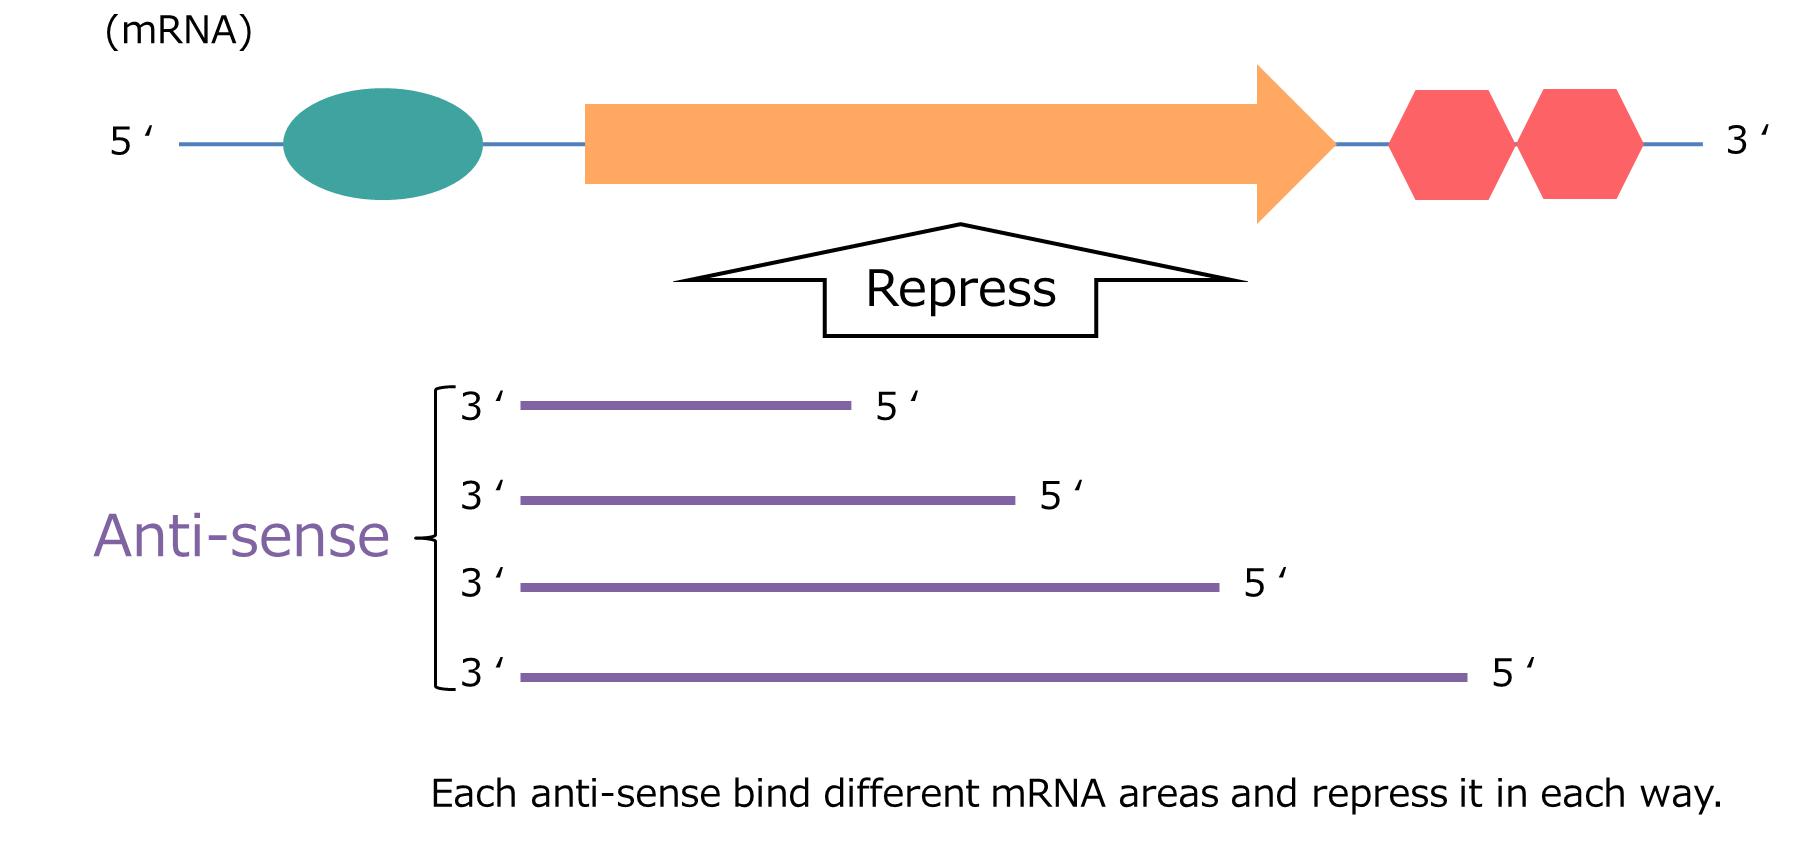 (mRNA)
5‘ 3‘
Repress
3‘ 5‘
3‘ 5‘
Anti-sense
3‘ 5‘
3‘ 5‘
Each anti-sense bind different mRNA areas and repress it in each way.